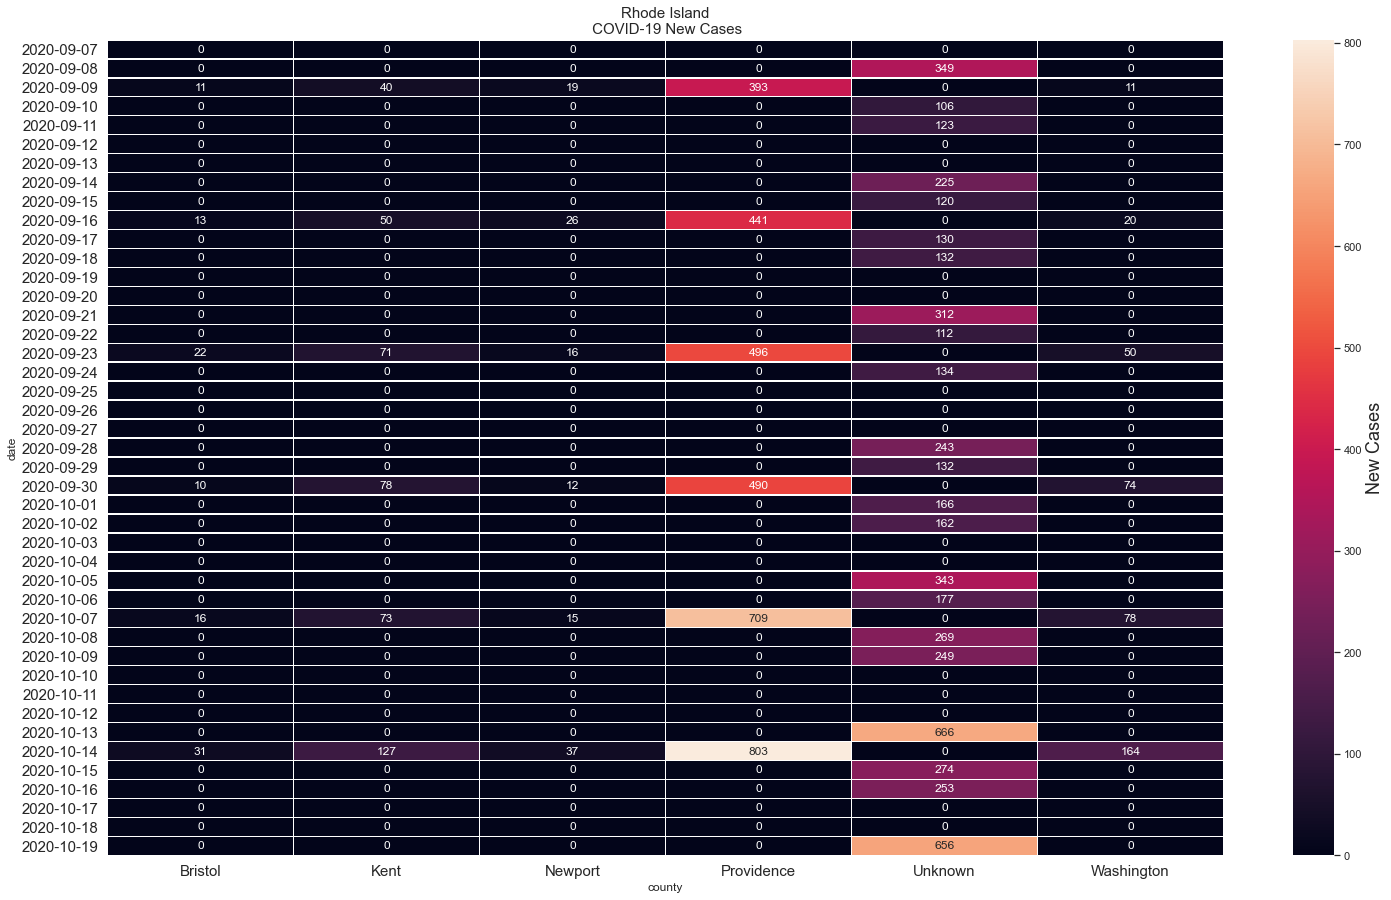 Rhode Island
COVID-19 New Cases
2020-09-07 0 0 0 0 0 0
2020-09-08 0 0 0 0 349 0
2020-09-09 11 40 19 393 0 11
2020-09-10 0 0 0 0 106 0
2020-09-11 0 0 0 0 123 0
2020-09-12 0 0 0 0 0 0
2020-09-13 0 0 0 0 0 0
2020-09-14 0 0 0 0 225 0
2020-09-15 0 0 0 0 120 0
2020-09-16 13 50 26 441 0 20
2020-09-17 0 0 0 0 130 0
2020-09-18 0 0 0 0 132 0
2020-09-19 0 0 0 0 0 0
2020-09-20 0 0 0 0 0 0
2020-09-21 0 0 0 0 312 0
2020-09-22 0 0 0 0 112 0
2020-09-23 22 71 16 496 0 50
2020-09-24 0 0 0 0 134 0
2020-09-25 0 0 0 0 0 0
2020-09-26 0 0 0 0 0 0
2020-09-27 0 0 0 0 0 0
2020-09-28 0 0 0 0 243 0
2020-09-29 0 0 0 0 132 0
2020-09-30 10 78 12 490 0 74
2020-10-01 0 0 0 0 166 0
2020-10-02 0 0 0 0 162 0
2020-10-03 0 0 0 0 0 0
2020-10-04 0 0 0 0 0 0
2020-10-05 0 0 0 0 343 0
2020-10-06 0 0 0 0 177 0
2020-10-07 16 73 15 709 0 78
2020-10-08 0 0 0 0 269 0
2020-10-09 0 0 0 0 249 0
2020-10-10 0 0 0 0 0 0
2020-10-11 0 0 0 0 0 0
2020-10-12 0 0 0 0 0 0
2020-10-13 0 0 0 0 666 0
2020-10-14 31 127 37 803 0 164
2020-10-15 0 0 0 0 274 0
2020-10-16 0 0 0 0 253 0
2020-10-17 0 0 0 0 0 0
2020-10-18 0 0 0 0 0 0
2020-10-19 0 0 0 0 656 0
Bristol Kent Newport Providence Unknown Washington
county
date
800
700
600
500
400
300
200
100
0
New Cases